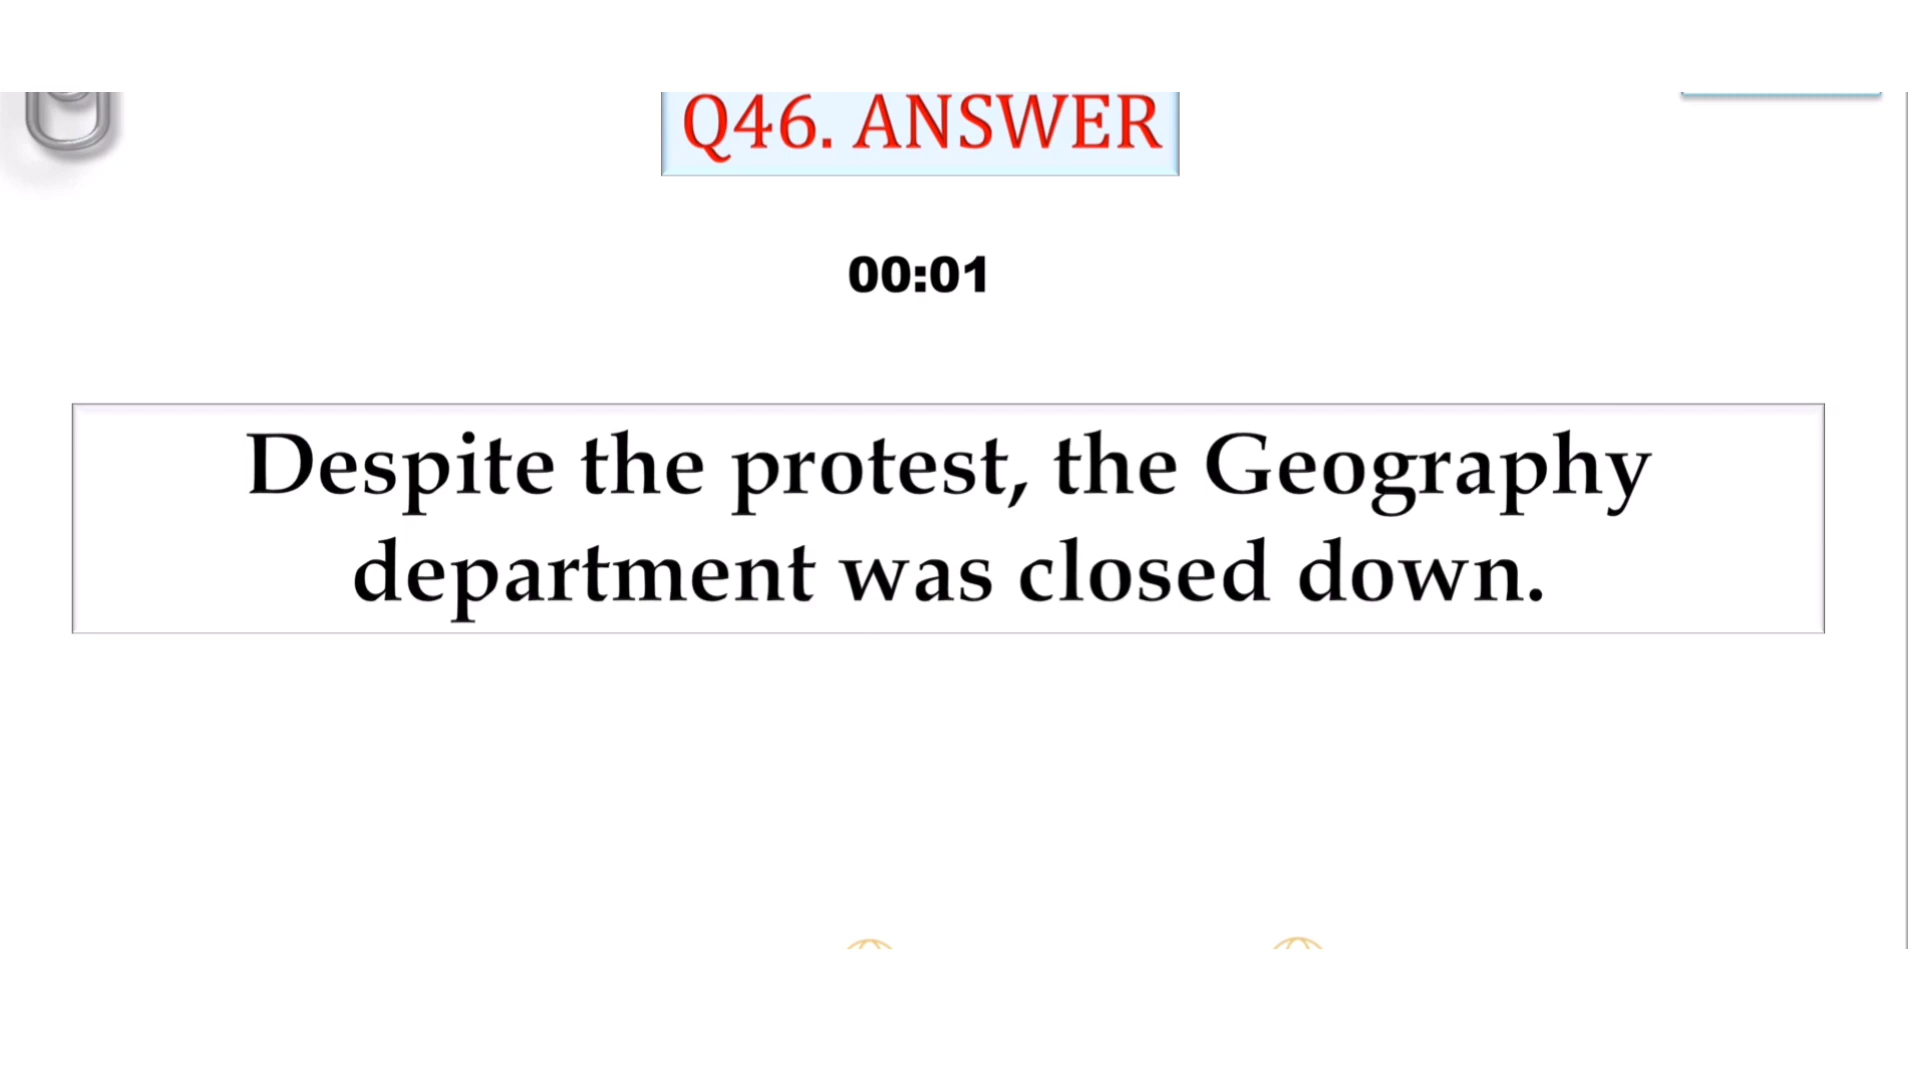 Q46. ANSWER
00:01
Despite the protest, the Geography
department was closed down.